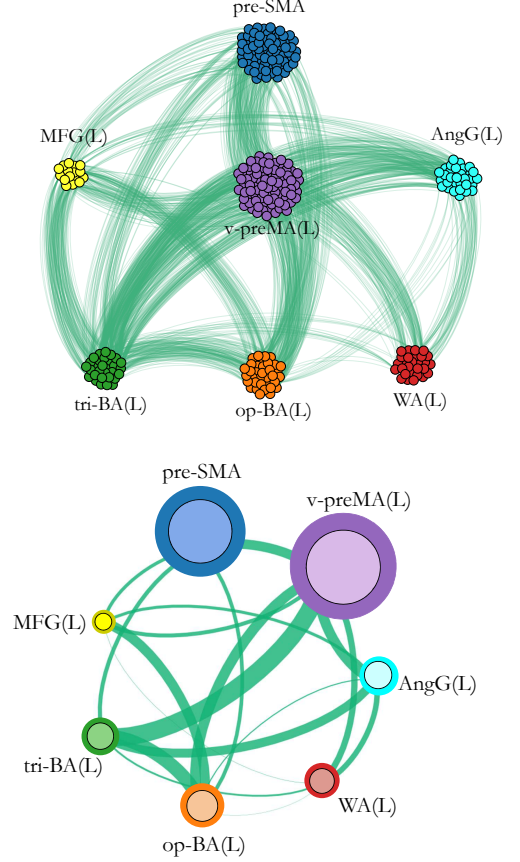 pre-SMA
MFG(L)
AngG(L)
v-preMA(L)
tri-BA(L)
op-BA(L)
WA(L)
pre-SMA
v-preMA(L)
MFG(L)
AngG(L)
tri-BA(L)
WA(L)
op-BA(L)